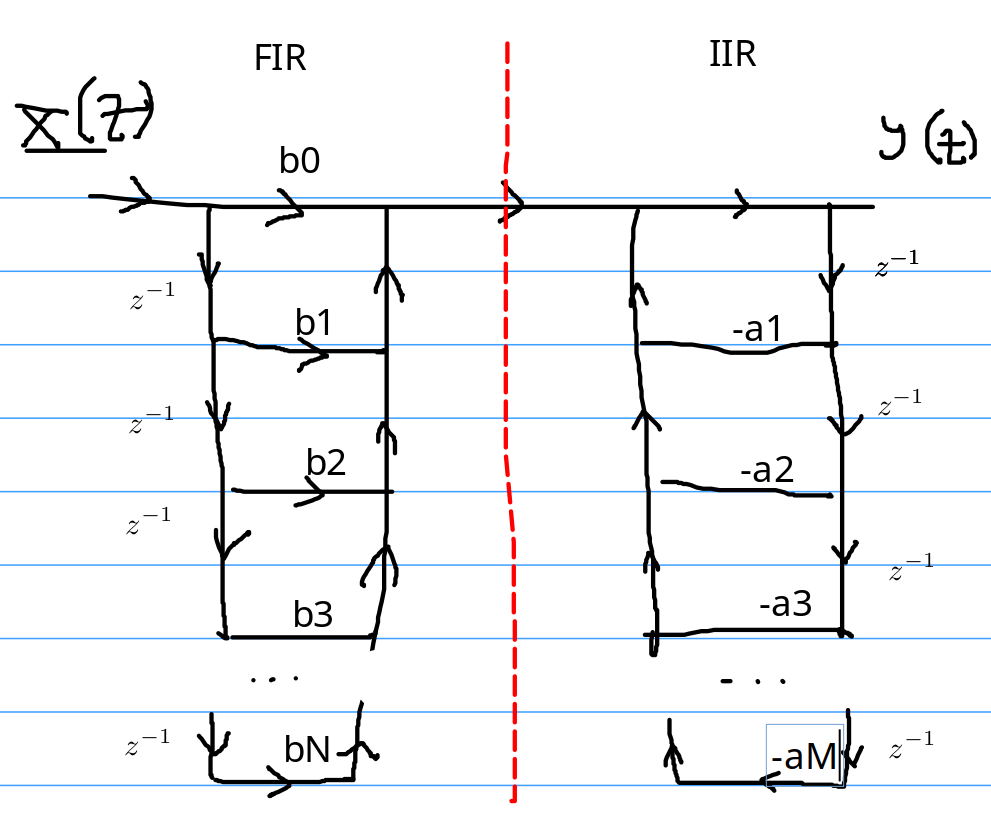 FIR IIR
X(z) y(z)
b0
z⁻¹ z⁻¹
b1 -a1
z⁻¹ z⁻¹
b2 -a2
z⁻¹ z⁻¹
b3 -a3
... ...
z⁻¹ bN -aM z⁻¹